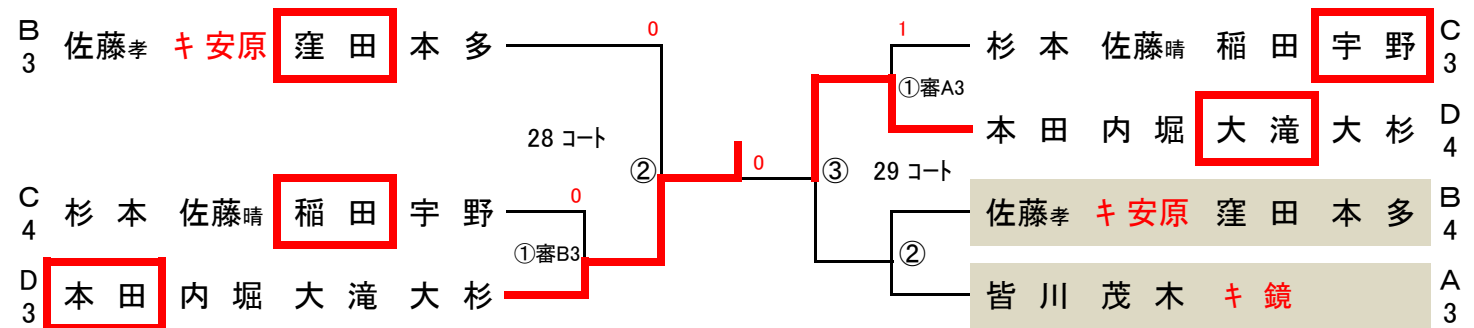 B 3 佐藤孝 キ 安原 窪 田 本 多 0
28 コート
②
C 4 杉 本 佐藤晴 稲 田 宇 野 0
①審B3
D 3 本 田 内 堀 大 滝 大 杉
0
1 杉 本 佐藤晴 稲 田 宇 野 C 3
①審A3
本 田 内 堀 大 滝 大 杉 D 4
③ 29 コート
佐藤孝 キ 安原 窪 田 本 多 B 4
②
皆 川 茂 木 キ 鏡 A 3